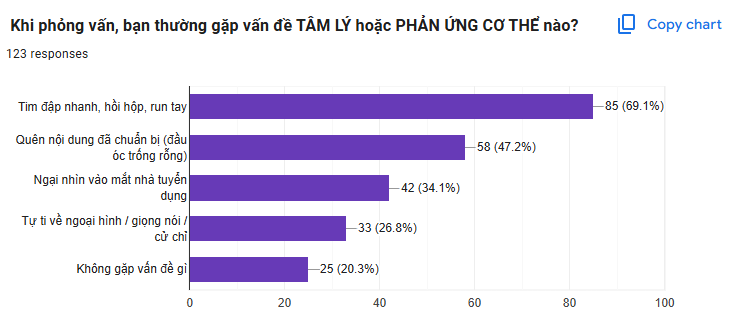 Khi phỏng vấn, bạn thường gặp vấn đề TÂM LÝ hoặc PHẢN ỨNG CƠ THỂ nào?
Copy chart
123 responses
Tim đập nhanh, hồi hộp, run tay
85 (69.1%)
Quên nội dung đã chuẩn bị (đầu
óc trống rỗng)
58 (47.2%)
Ngại nhìn vào mắt nhà tuyển
dụng
42 (34.1%)
Tự ti về ngoại hình / giọng nói /
cử chỉ
33 (26.8%)
Không gặp vấn đề gì
25 (20.3%)
0 20 40 60 80 100